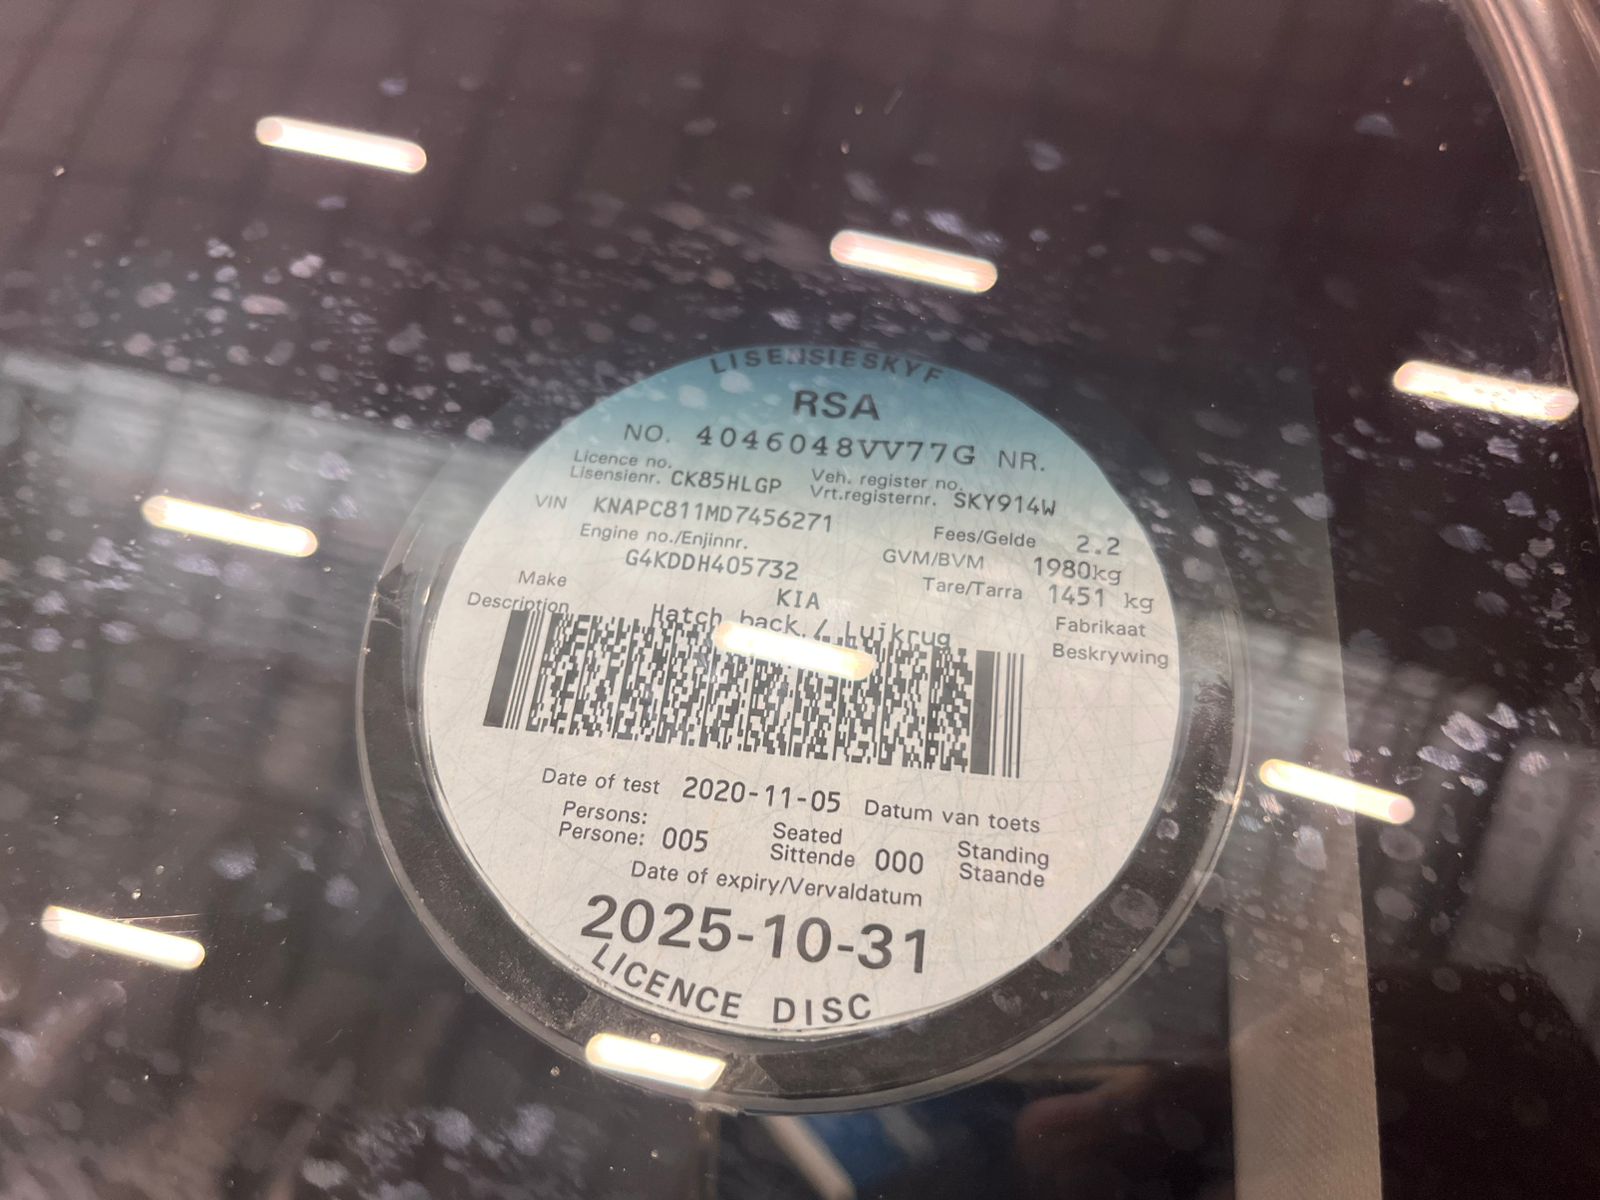 LISENSIESKYF
RSA
NO. 4046048VV77G NR.
Licence no. Veh. register no.
Lisensienr. CK85HLGP Vrt.registernr. SKY914W
VIN KNAPC811MD7456271
Engine no./Enjinnr. Fees/Gelde 2.2
G4KDDH405732 GVM/BVM 1980kg
Tare/Tarra 1451 kg
Make KIA Fabrikaat
Description Hatch back / Luikrug Beskrywing
Date of test 2020-11-05 Datum van toets
Persons: Seated Standing
Persone: 005 Sittende 000 Staande
Date of expiry/Vervaldatum
2025-10-31
LICENCE DISC